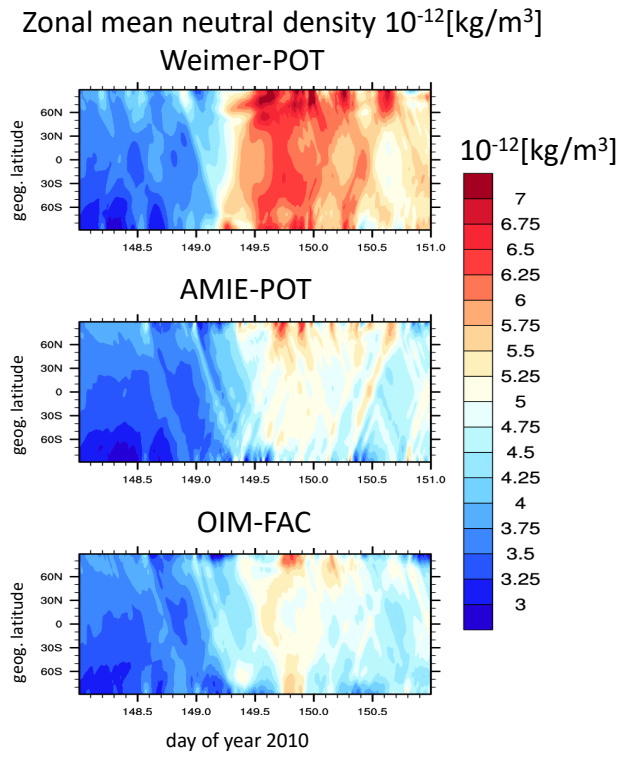 Zonal mean neutral density 10⁻¹²[kg/m³]
Weimer-POT
geog. latitude
60N
30N
0
30S
60S
148.5 149.0 149.5 150.0 150.5 151.0
10⁻¹²[kg/m³]
7
6.75
6.5
6.25
6
5.75
5.5
5.25
5
4.75
4.5
4.25
4
3.75
3.5
3.25
3
AMIE-POT
geog. latitude
60N
30N
0
30S
60S
148.5 149.0 149.5 150.0 150.5 151.0
OIM-FAC
geog. latitude
60N
30N
0
30S
60S
148.5 149.0 149.5 150.0 150.5
day of year 2010